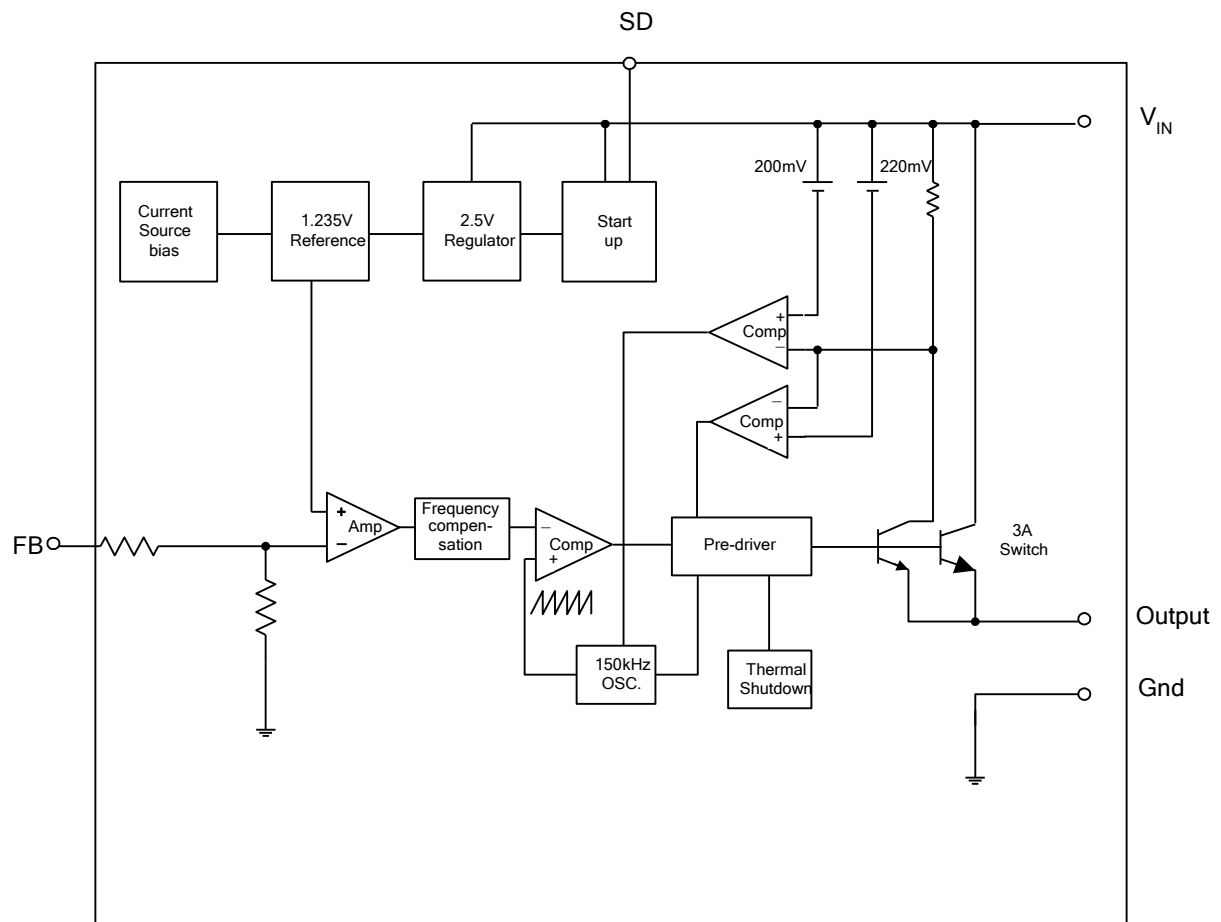 SD
V_IN
200mV
220mV
Current
Source
bias
1.235V
Reference
2.5V
Regulator
Start
up
+
Comp
–
–
Comp
+
FB
+
Amp
–
Frequency
compen-
sation
–
Comp
+
Pre-driver
3A
Switch
Output
150kHz
OSC.
Thermal
Shutdown
Gnd